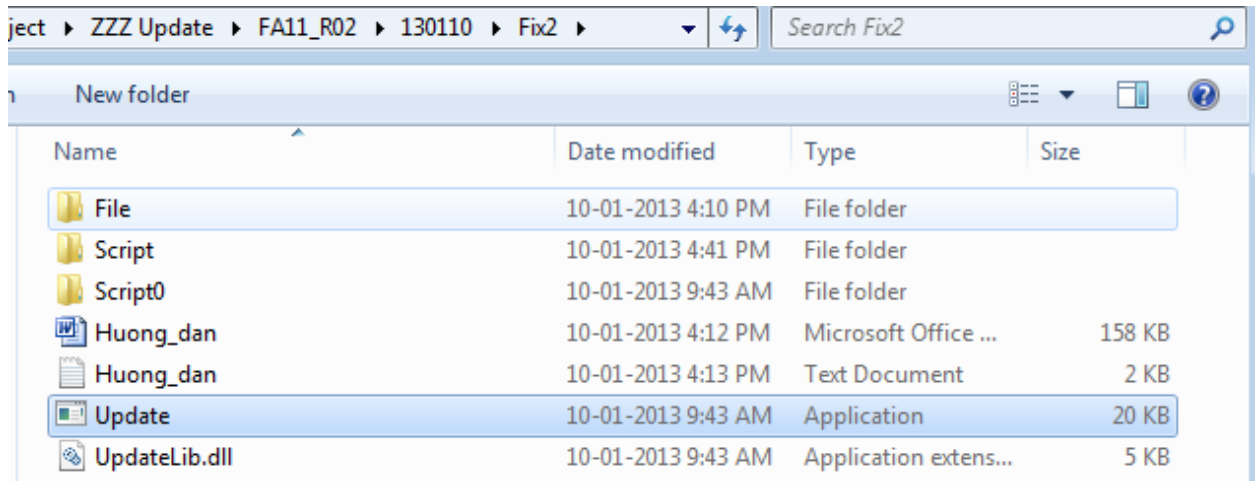 ject ▸ ZZZ Update ▸ FA11_R02 ▸ 130110 ▸ Fix2 ▸ Search Fix2
New folder
Name Date modified Type Size
File 10-01-2013 4:10 PM File folder
Script 10-01-2013 4:41 PM File folder
Script0 10-01-2013 9:43 AM File folder
Huong_dan 10-01-2013 4:12 PM Microsoft Office ... 158 KB
Huong_dan 10-01-2013 4:13 PM Text Document 2 KB
Update 10-01-2013 9:43 AM Application 20 KB
UpdateLib.dll 10-01-2013 9:43 AM Application extens... 5 KB